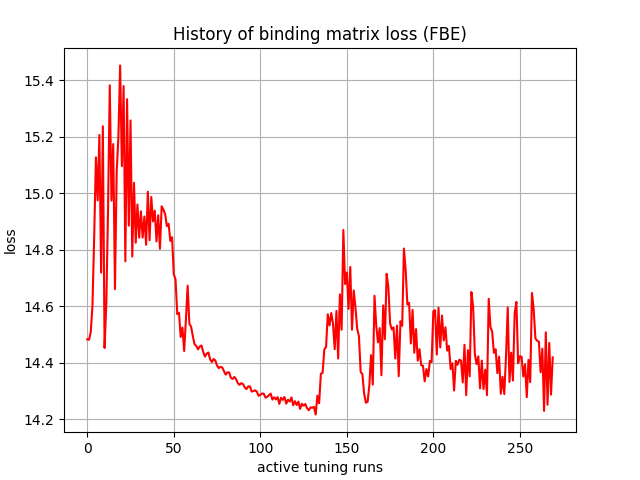 History of binding matrix loss (FBE)
15.4
15.2
15.0
14.8
14.6
14.4
14.2
loss
0 50 100 150 200 250
active tuning runs